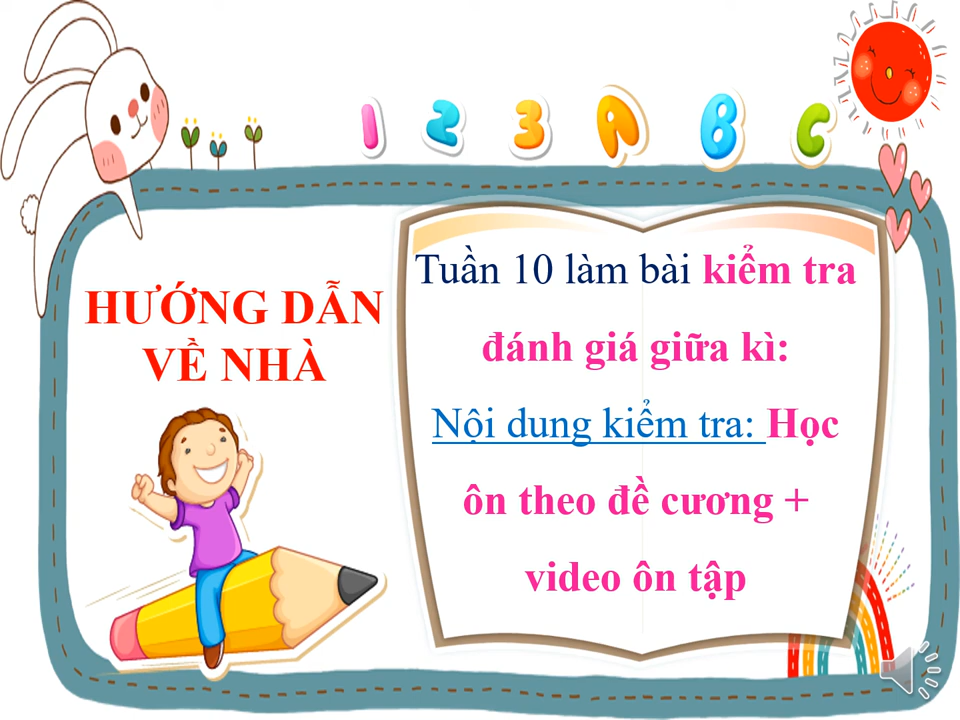 1 2 3 A B C
HƯỚNG DẪN
VỀ NHÀ
Tuần 10 làm bài kiểm tra
đánh giá giữa kì:
Nội dung kiểm tra: Học
ôn theo đề cương +
video ôn tập